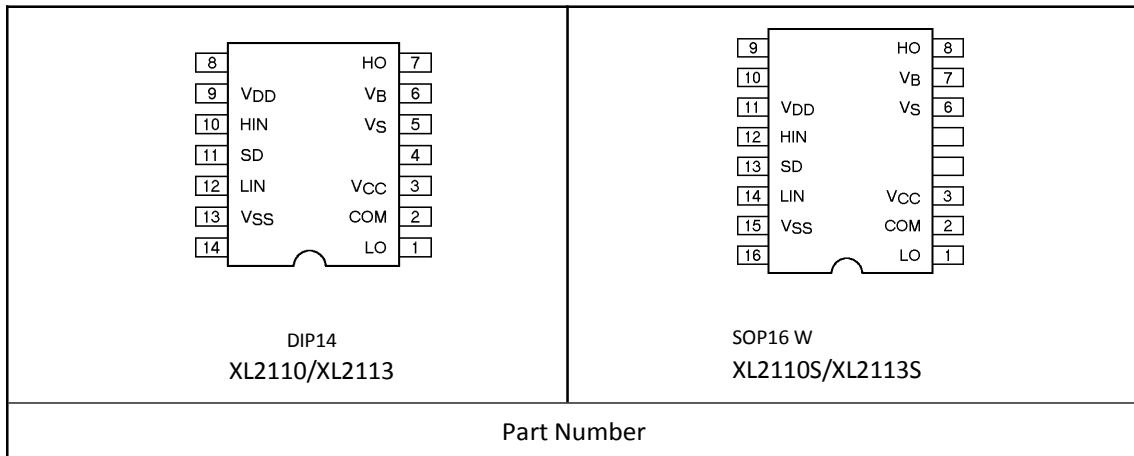 8 HO 7
9 VDD VB 6
10 HIN VS 5
11 SD 4
12 LIN VCC 3
13 VSS COM 2
14 LO 1
DIP14
XL2110/XL2113
9 HO 8
10 VB 7
11 VDD VS 6
12 HIN
13 SD
14 LIN VCC 3
15 VSS COM 2
16 LO 1
SOP16 W
XL2110S/XL2113S
Part Number